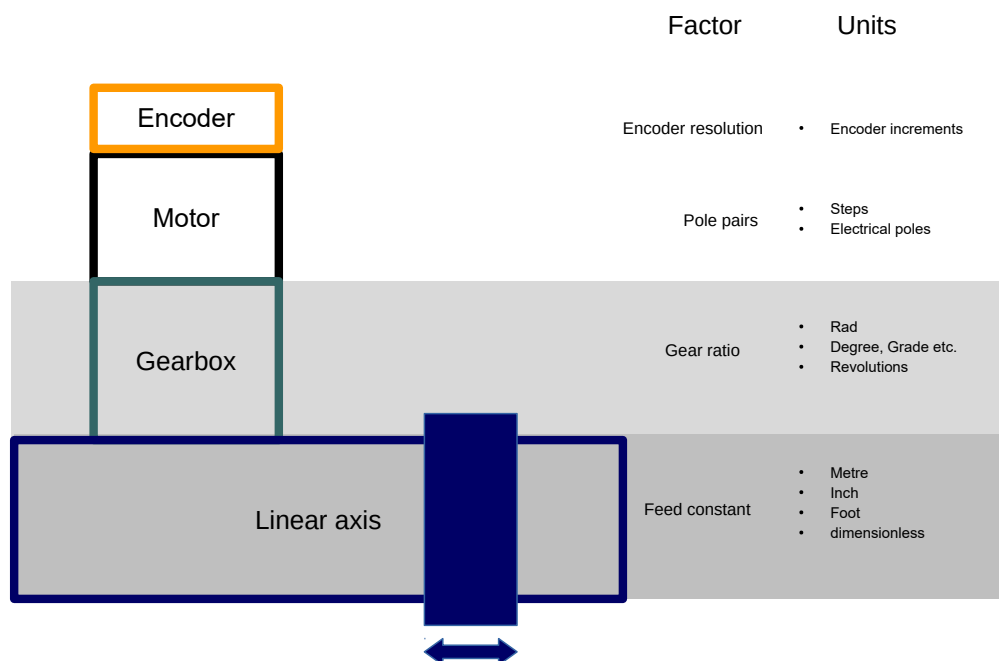 Factor Units
Encoder
Encoder resolution • Encoder increments
Motor
Pole pairs
• Steps
• Electrical poles
Gearbox
Gear ratio
• Rad
• Degree, Grade etc.
• Revolutions
Linear axis
Feed constant
• Metre
• Inch
• Foot
• dimensionless